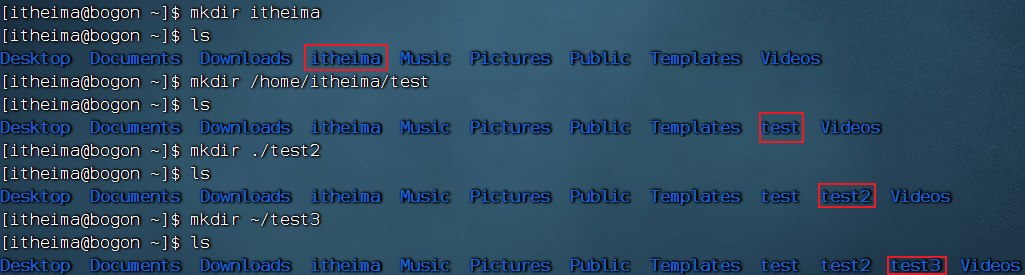 [itheima@bogon ~]$ mkdir itheima
[itheima@bogon ~]$ ls
Desktop  Documents  Downloads  itheima  Music  Pictures  Public  Templates  Videos
[itheima@bogon ~]$ mkdir /home/itheima/test
[itheima@bogon ~]$ ls
Desktop  Documents  Downloads  itheima  Music  Pictures  Public  Templates  test  Videos
[itheima@bogon ~]$ mkdir ./test2
[itheima@bogon ~]$ ls
Desktop  Documents  Downloads  itheima  Music  Pictures  Public  Templates  test  test2  Videos
[itheima@bogon ~]$ mkdir ~/test3
[itheima@bogon ~]$ ls
Desktop  Documents  Downloads  itheima  Music  Pictures  Public  Templates  test  test2  test3  Videos